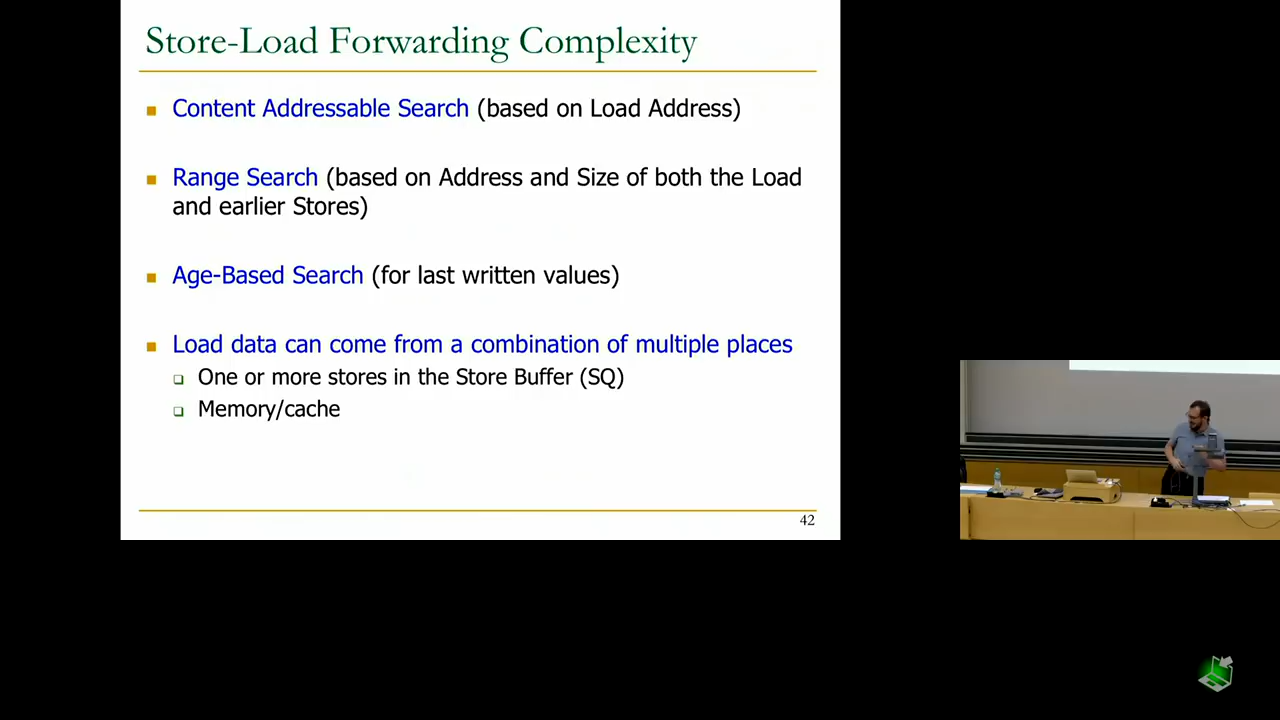 Store-Load Forwarding Complexity
Content Addressable Search (based on Load Address)
Range Search (based on Address and Size of both the Load
and earlier Stores)
Age-Based Search (for last written values)
Load data can come from a combination of multiple places
One or more stores in the Store Buffer (SQ)
Memory/cache
42